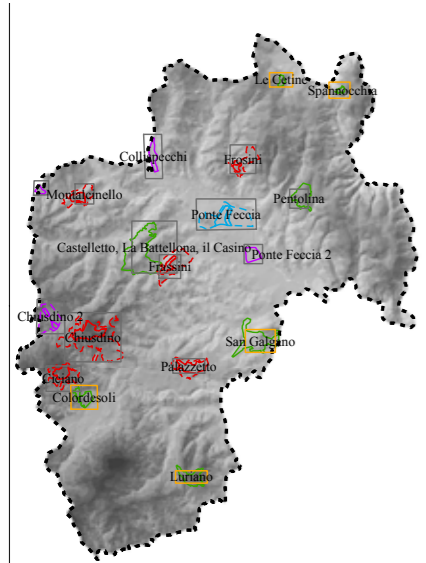 Le Cetine
Spannocchia
Collispecchi
Frosini
Montalcinello
Pentolina
Ponte Feccia
Castelletto, La Battellona, il Casino
Ponte Feccia 2
Frassini
Chiusdino 2
Chiusdino
San Galgano
Palazzetto
Ciciano
Colordesoli
Luriano